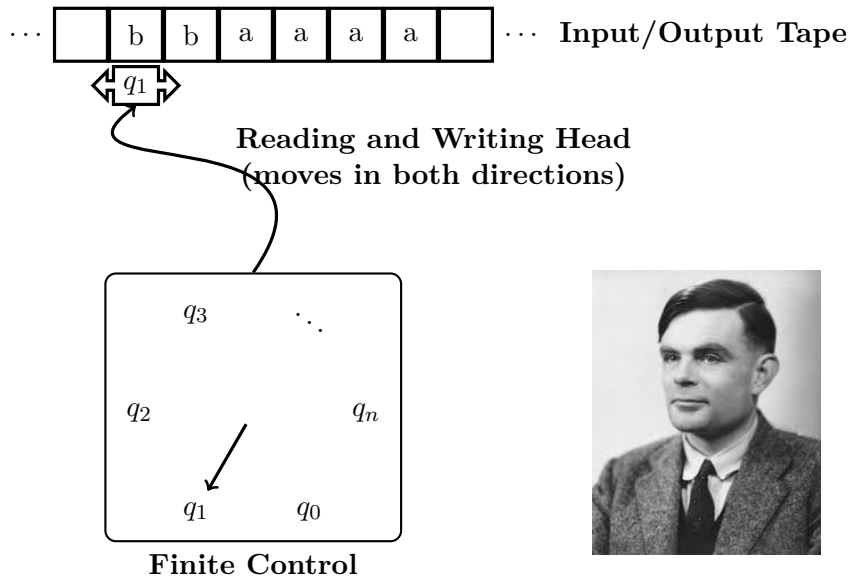 ··· b b a a a a ··· Input/Output Tape
q₁
Reading and Writing Head
(moves in both directions)
q₃ ⋱
q₂ qₙ
q₁ q₀
Finite Control